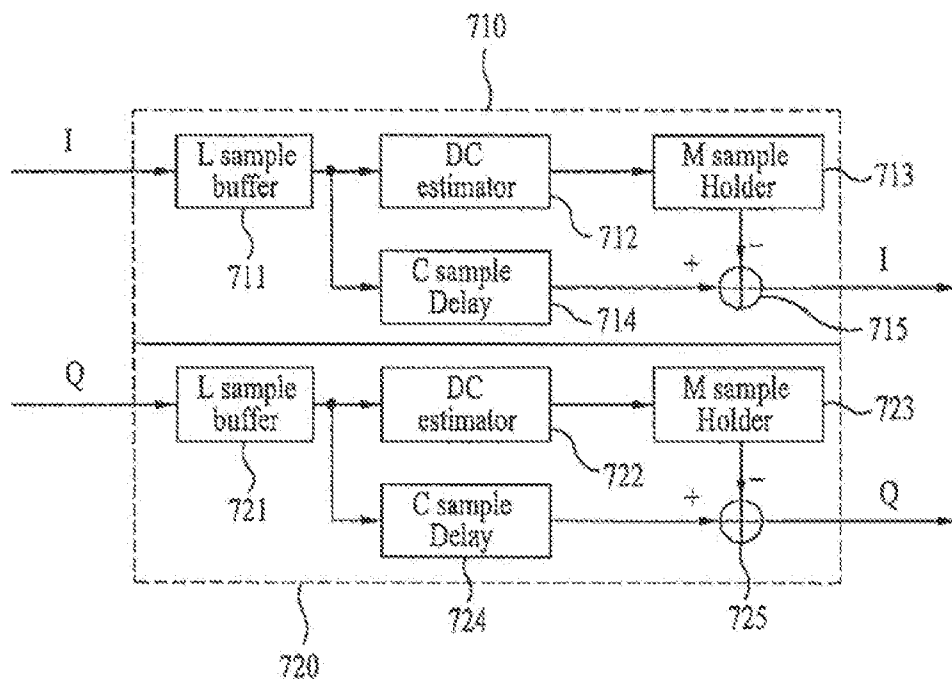 710
I
L sample
buffer
DC
estimator
M sample
Holder
713
711
712
−
C sample
Delay
+
I
714
715
Q
L sample
buffer
DC
estimator
M sample
Holder
723
721
722
−
C sample
Delay
+
Q
724
725
720